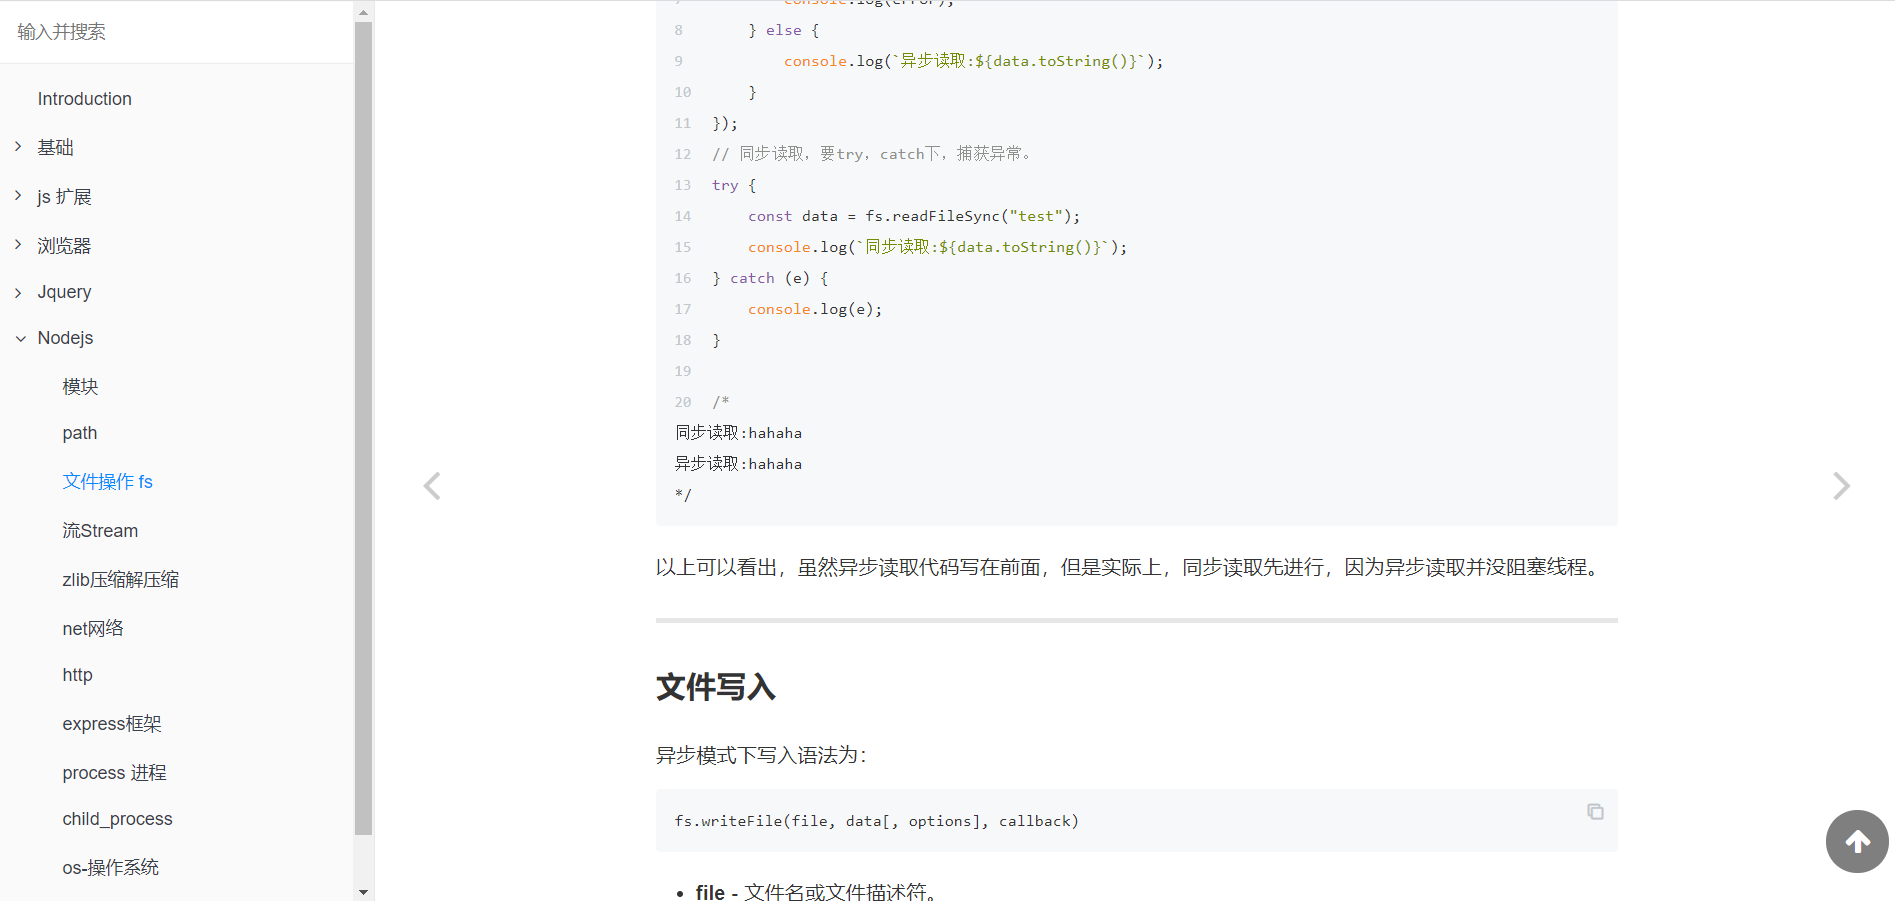 输入并搜索
Introduction
基础
js 扩展
浏览器
Jquery
Nodejs
模块
path
文件操作 fs
流Stream
zlib压缩解压缩
net网络
http
express框架
process 进程
child_process
os-操作系统
7 console.log(error);
8 } else {
9 console.log(`异步读取:${data.toString()}`);
10 }
11 });
12 // 同步读取，要try，catch下，捕获异常。
13 try {
14 const data = fs.readFileSync("test");
15 console.log(`同步读取:${data.toString()}`);
16 } catch (e) {
17 console.log(e);
18 }
19
20 /*
同步读取:hahaha
异步读取:hahaha
*/
以上可以看出，虽然异步读取代码写在前面，但是实际上，同步读取先进行，因为异步读取并没阻塞线程。
文件写入
异步模式下写入语法为：
fs.writeFile(file, data[, options], callback)
• file - 文件名或文件描述符。